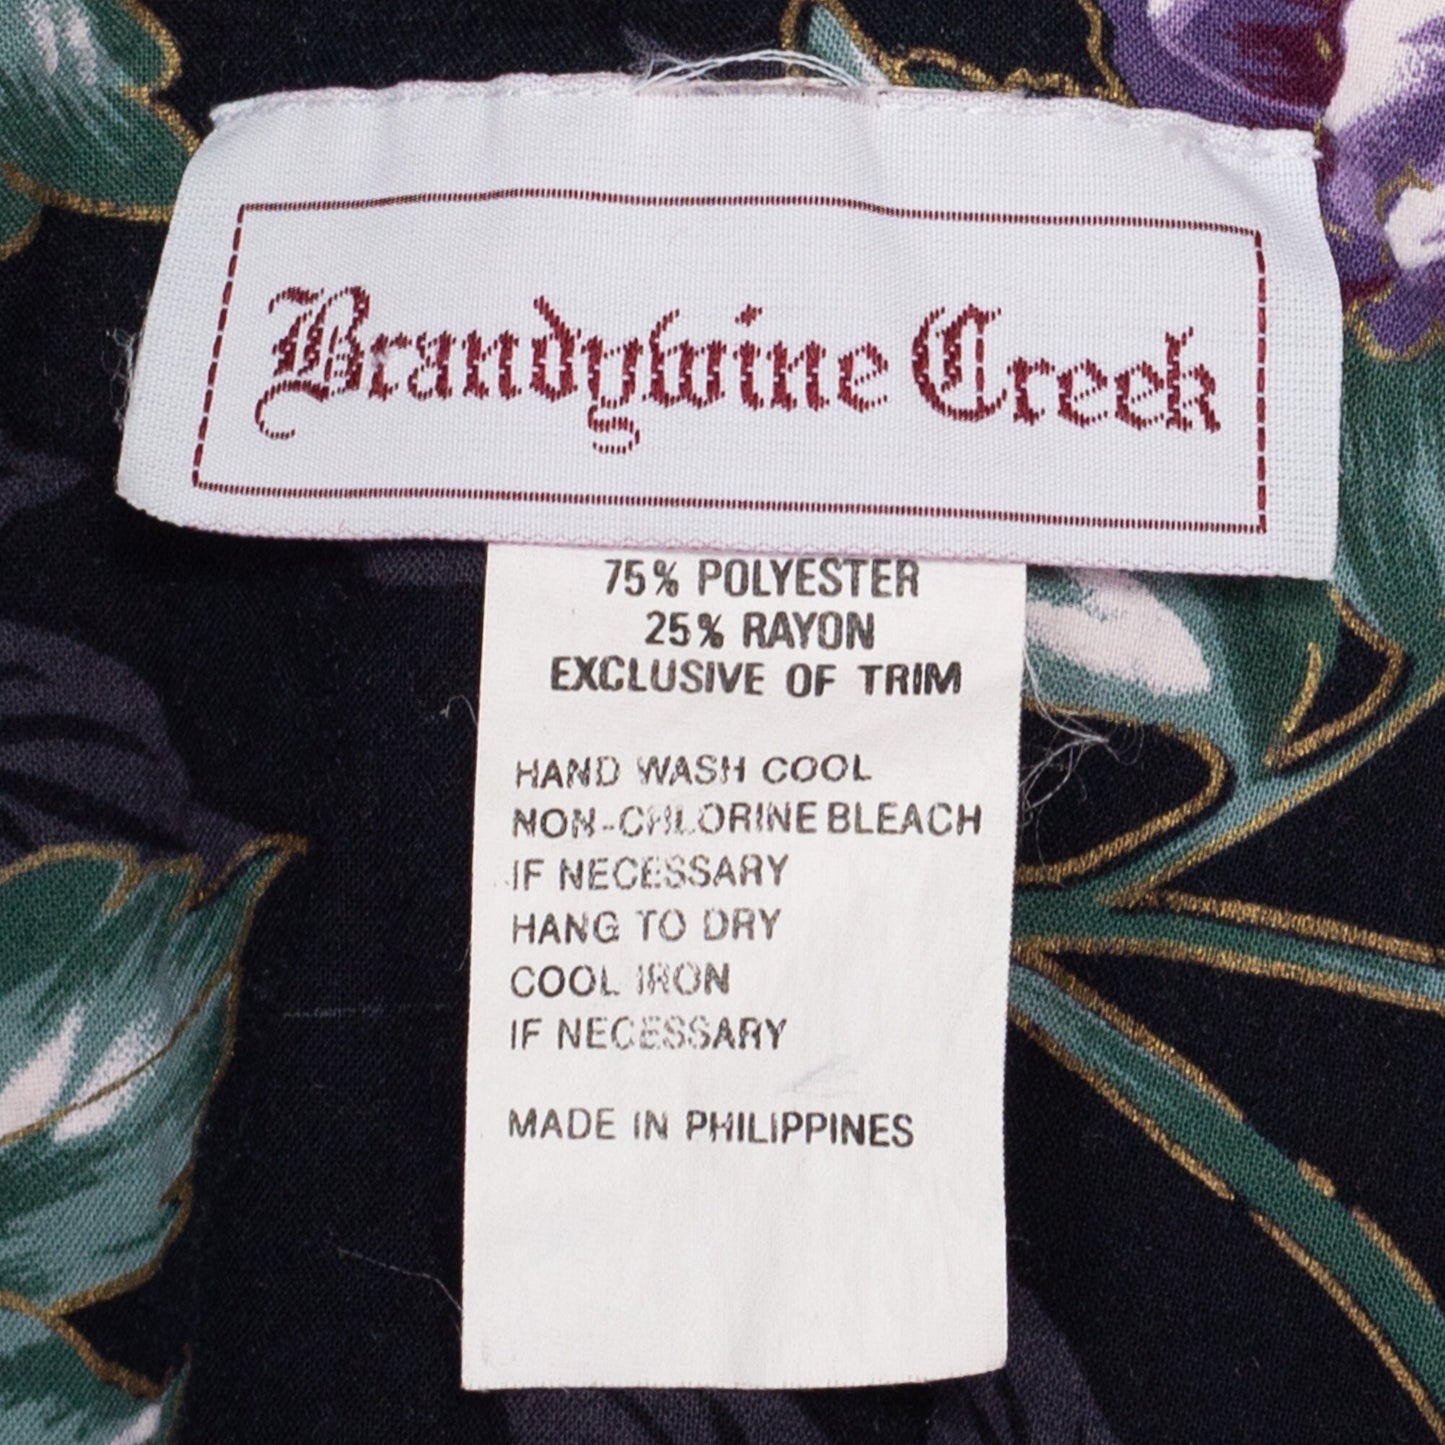 Brandywine Creek
75% POLYESTER
25% RAYON
EXCLUSIVE OF TRIM
HAND WASH COOL
NON-CHLORINE BLEACH
IF NECESSARY
HANG TO DRY
COOL IRON
IF NECESSARY
MADE IN PHILIPPINES